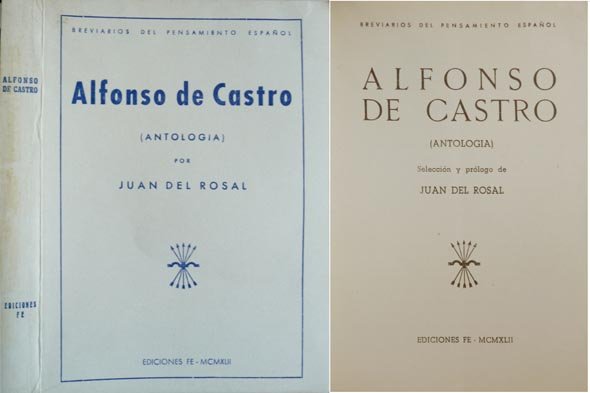 ALFONSO
DE CASTRO
EDICIONES
FE
BREVIARIOS DEL PENSAMIENTO ESPAÑOL
Alfonso de Castro
(ANTOLOGIA)
POR
JUAN DEL ROSAL
EDICIONES FE - MCMXLII
BREVIARIOS DEL PENSAMIENTO ESPAÑOL
ALFONSO
DE CASTRO
(ANTOLOGIA)
Selección y prólogo de
JUAN DEL ROSAL
EDICIONES FE - MCMXLII